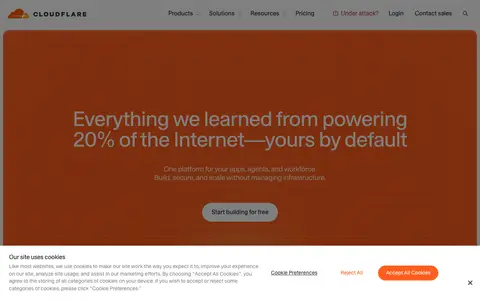 CLOUDFLARE
Products Solutions Resources Pricing Under attack? Login Contact sales
Everything we learned from powering
20% of the Internet—yours by default
One platform for your apps, agents, and workforce.
Build, secure, and scale without managing infrastructure.
Start building for free
Our site uses cookies
Like most websites, we use cookies to make our site work the way you expect it to, improve your experience
on our site, analyze site usage, and assist in our marketing efforts. By choosing "Accept All Cookies", you
agree to the storing of all categories of cookies on your device. If you wish to accept or reject some
categories of cookies, please click "Cookie Preferences."
Cookie Preferences Reject All Accept All Cookies